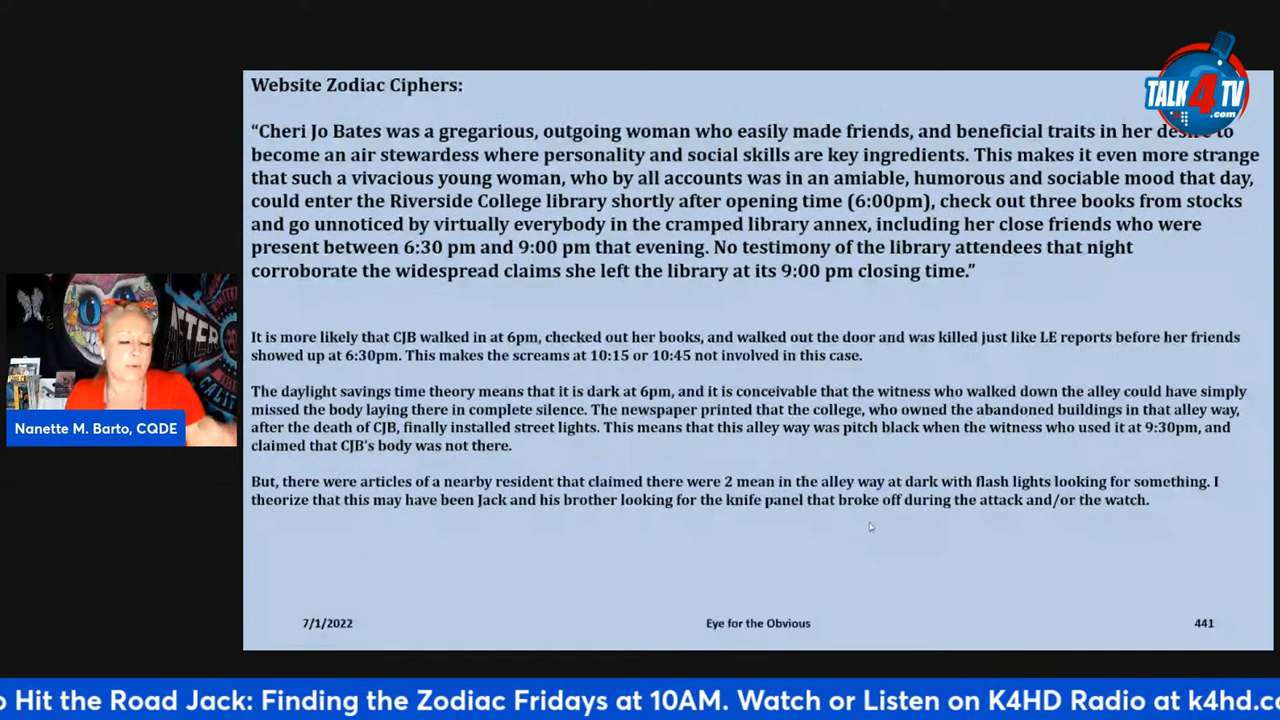 TALK
4
TV
.com
Website Zodiac Ciphers:
“Cheri Jo Bates was a gregarious, outgoing woman who easily made friends, and beneficial traits in her desire to
become an air stewardess where personality and social skills are key ingredients. This makes it even more strange
that such a vivacious young woman, who by all accounts was in an amiable, humorous and sociable mood that day,
could enter the Riverside College library shortly after opening time (6:00pm), check out three books from stocks
and go unnoticed by virtually everybody in the cramped library annex, including her close friends who were
present between 6:30 pm and 9:00 pm that evening. No testimony of the library attendees that night
corroborate the widespread claims she left the library at its 9:00 pm closing time.”
It is more likely that CJB walked in at 6pm, checked out her books, and walked out the door and was killed just like LE reports before her friends
showed up at 6:30pm. This makes the screams at 10:15 or 10:45 not involved in this case.
The daylight savings time theory means that it is dark at 6pm, and it is conceivable that the witness who walked down the alley could have simply
missed the body laying there in complete silence. The newspaper printed that the college, who owned the abandoned buildings in that alley way,
after the death of CJB, finally installed street lights. This means that this alley way was pitch black when the witness who used it at 9:30pm, and
claimed that CJB’s body was not there.
But, there were articles of a nearby resident that claimed there were 2 mean in the alley way at dark with flash lights looking for something. I
theorize that this may have been Jack and his brother looking for the knife panel that broke off during the attack and/or the watch.
AFTER
CALIF
Nanette M. Barto, CQDE
7/1/2022
Eye for the Obvious
441
o Hit the Road Jack: Finding the Zodiac Fridays at 10AM. Watch or Listen on K4HD Radio at k4hd.co